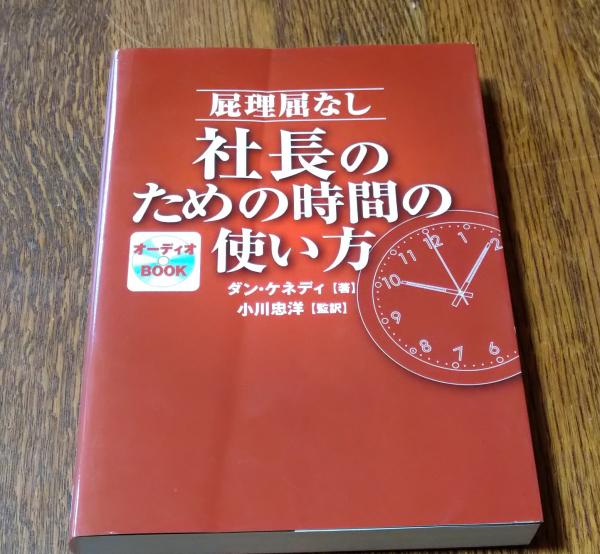 屁理屈なし
社長の
ための時間の
使い方
オーディオ
BOOK
ダン・ケネディ【著】
小川忠洋【監訳】
12
1
2
11
10
9
8
7
6